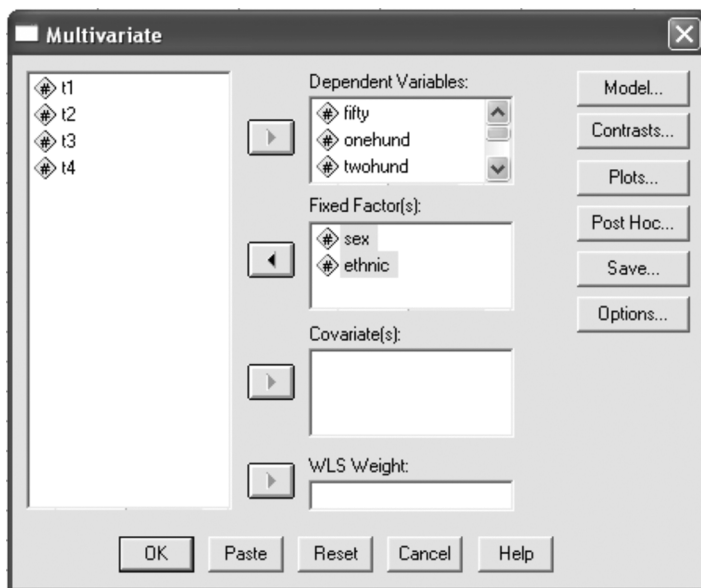 Multivariate
t1
t2
t3
t4
Dependent Variables:
fifty
onehund
twohund
Fixed Factor(s):
sex
ethnic
Covariate(s):
WLS Weight:
Model...
Contrasts...
Plots...
Post Hoc...
Save...
Options...
OK
Paste
Reset
Cancel
Help